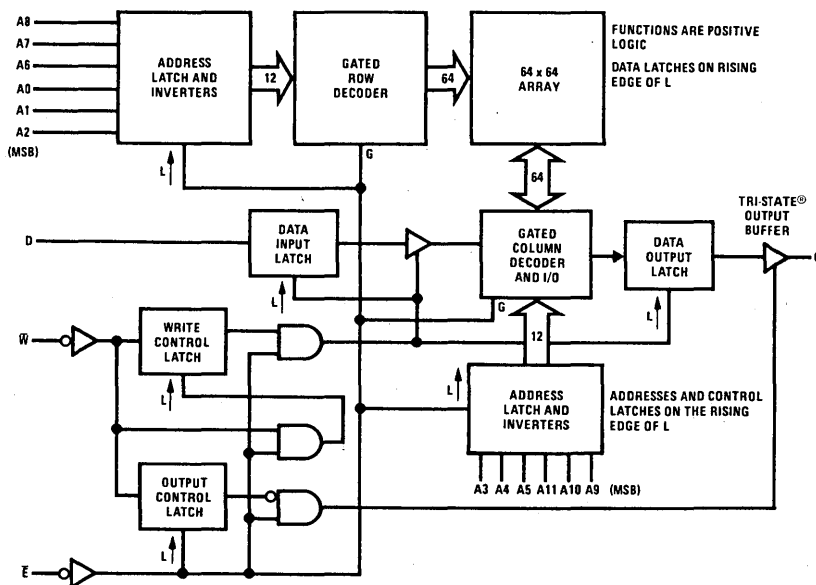 A8
A7
A6
A0
A1
A2
(MSB)
ADDRESS
LATCH AND
INVERTERS
L
12
GATED
ROW
DECODER
G
64
64 x 64
ARRAY
FUNCTIONS ARE POSITIVE
LOGIC
DATA LATCHES ON RISING
EDGE OF L
64
D
DATA
INPUT
LATCH
L
GATED
COLUMN
DECODER
AND I/O
G
DATA
OUTPUT
LATCH
L
TRI-STATE®
OUTPUT
BUFFER
W̅
WRITE
CONTROL
LATCH
L
12
L
ADDRESS
LATCH AND
INVERTERS
ADDRESSES AND CONTROL
LATCHES ON THE RISING
EDGE OF L
A3 A4 A5 A11 A10 A9 (MSB)
OUTPUT
CONTROL
LATCH
L
E̅